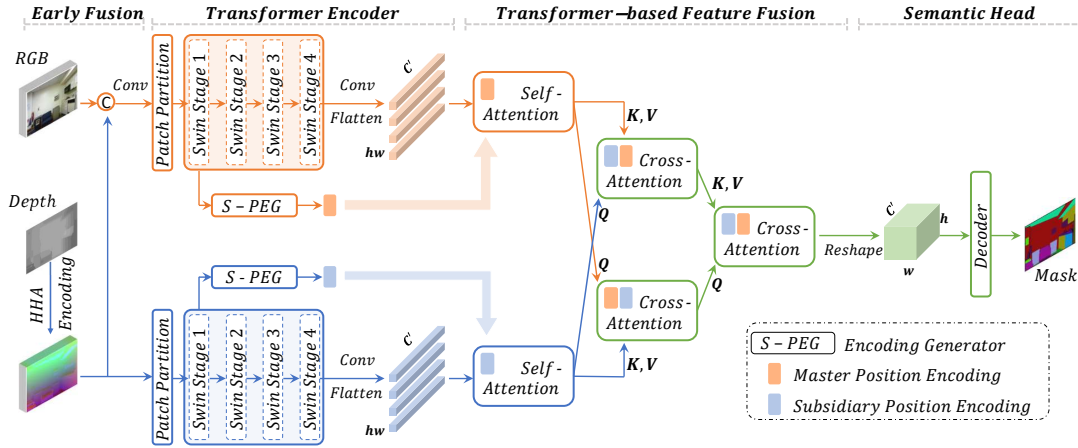 Early Fusion
Transformer Encoder
Transformer−based Feature Fusion
Semantic Head
RGB
C
Conv
Patch Partition
Swin Stage 1
Swin Stage 2
Swin Stage 3
Swin Stage 4
Conv
Flatten
C'
hw
Self-
Attention
K, V
Cross-
Attention
K, V
S − PEG
Depth
HHA
Encoding
Q
Q
Cross-
Attention
Q
Reshape
C'
h
w
Decoder
Mask
S − PEG
Cross-
Attention
K, V
Patch Partition
Swin Stage 1
Swin Stage 2
Swin Stage 3
Swin Stage 4
Conv
Flatten
C'
hw
Self-
Attention
S − PEG Encoding Generator
Master Position Encoding
Subsidiary Position Encoding